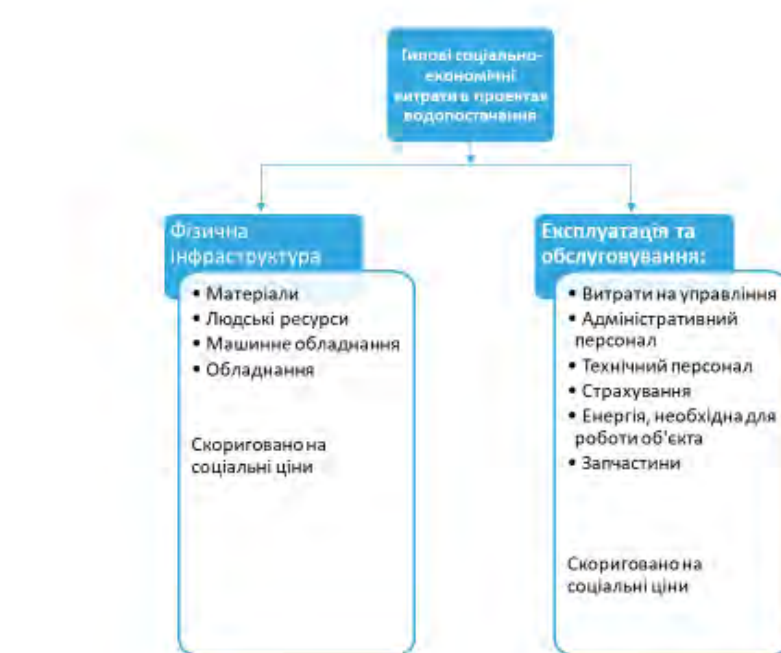 Типові соціально-
економічні
витрати в проектах
водопостачання
Фізична
інфраструктура
• Матеріали
• Людські ресурси
• Машинне обладнання
• Обладнання
Скориговано на
соціальні ціни
Експлуатація та
обслуговування:
• Витрати на управління
• Адміністративний
персонал
• Технічний персонал
• Страхування
• Енергія, необхідна для
роботи об'єкта
• Запчастини
Скориговано на
соціальні ціни